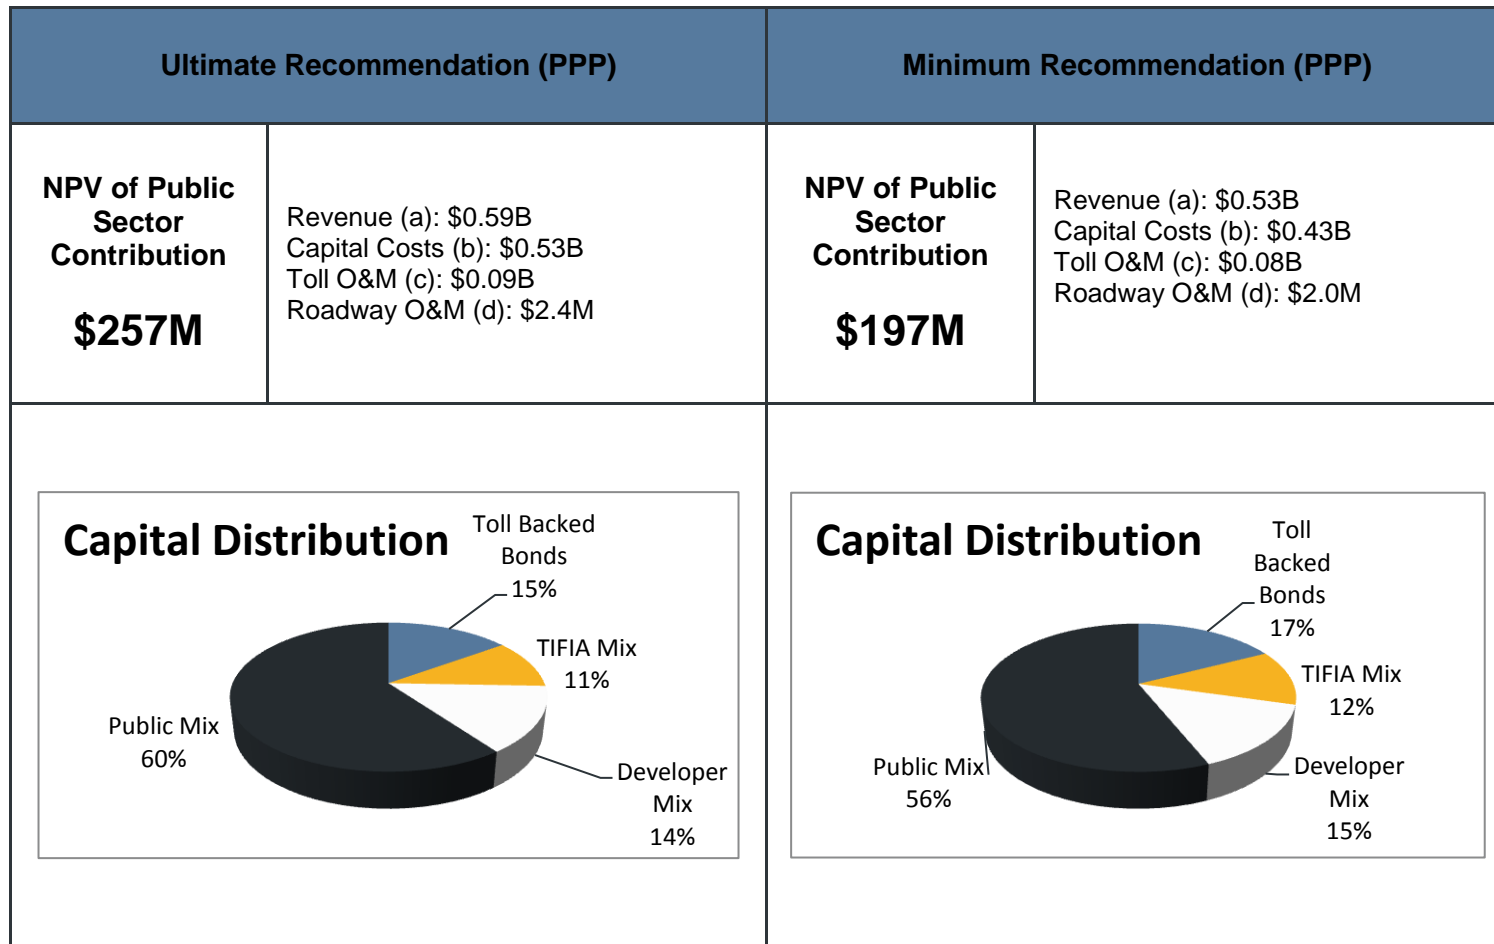 Ultimate Recommendation (PPP)
Minimum Recommendation (PPP)
NPV of Public
Sector
Contribution
$257M
Revenue (a): $0.59B
Capital Costs (b): $0.53B
Toll O&M (c): $0.09B
Roadway O&M (d): $2.4M
NPV of Public
Sector
Contribution
$197M
Revenue (a): $0.53B
Capital Costs (b): $0.43B
Toll O&M (c): $0.08B
Roadway O&M (d): $2.0M
Capital Distribution
Toll Backed
Bonds
15%
TIFIA Mix
11%
Developer
Mix
14%
Public Mix
60%
Capital Distribution
Toll
Backed
Bonds
17%
TIFIA Mix
12%
Developer
Mix
15%
Public Mix
56%